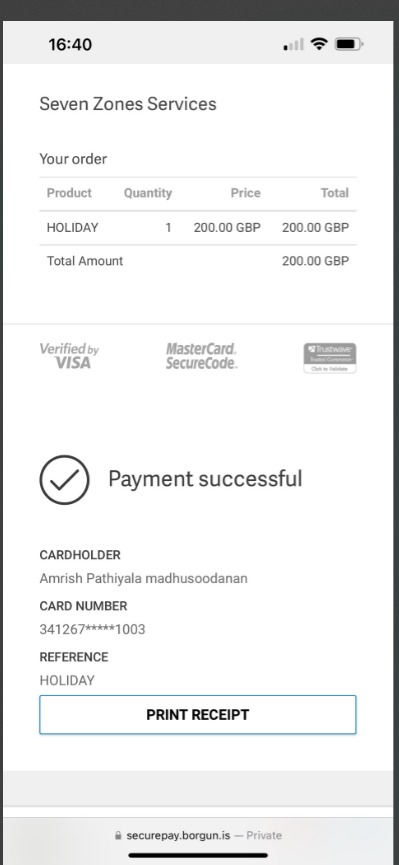 16:40
Seven Zones Services
Your order
Product Quantity Price Total
HOLIDAY 1 200.00 GBP 200.00 GBP
Total Amount 200.00 GBP
Verified by VISA
MasterCard. SecureCode.
Trustwave
Trusted Commerce
Click to Validate
Payment successful
CARDHOLDER
Amrish Pathiyala madhusoodanan
CARD NUMBER
341267*****1003
REFERENCE
HOLIDAY
PRINT RECEIPT
securepay.borgun.is — Private